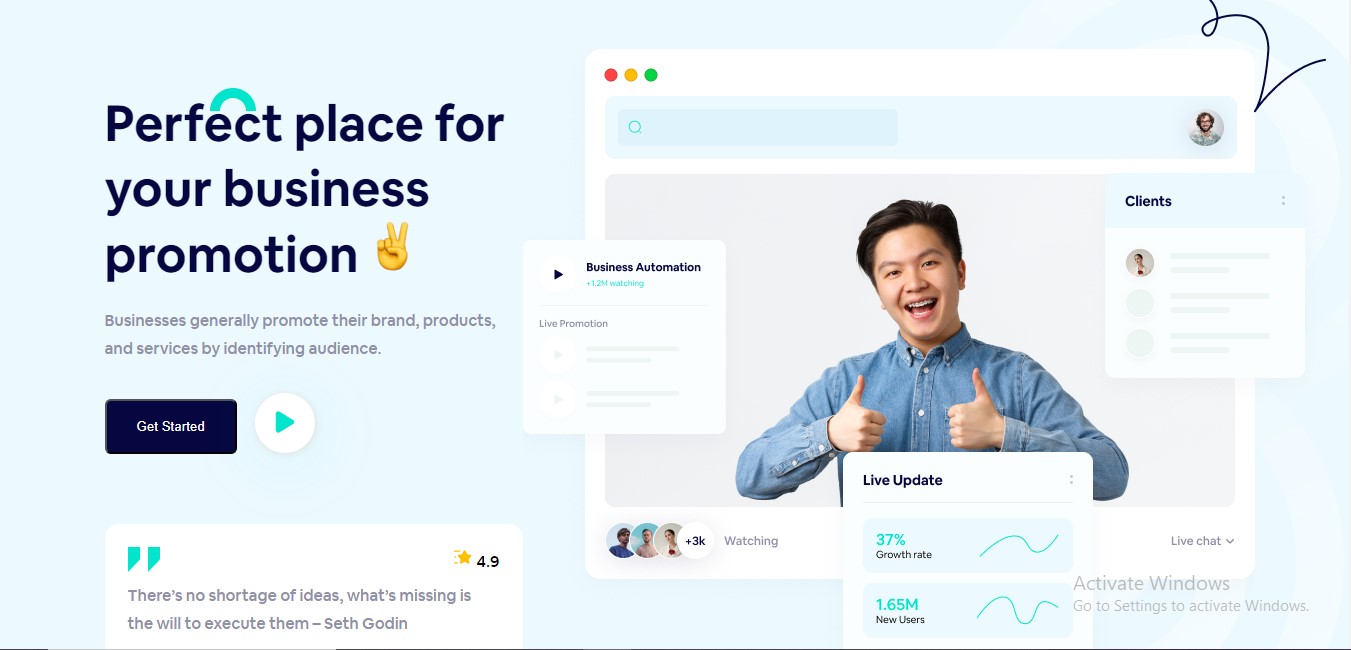 Perfect place for
your business
promotion
Businesses generally promote their brand, products,
and services by identifying audience.
Get Started
4.9
There’s no shortage of ideas, what’s missing is
the will to execute them – Seth Godin
Business Automation
+1.2M watching
Live Promotion
Clients
Live Update
37%
Growth rate
1.65M
New Users
+3k
Watching
Live chat
Activate Windows
Go to Settings to activate Windows.